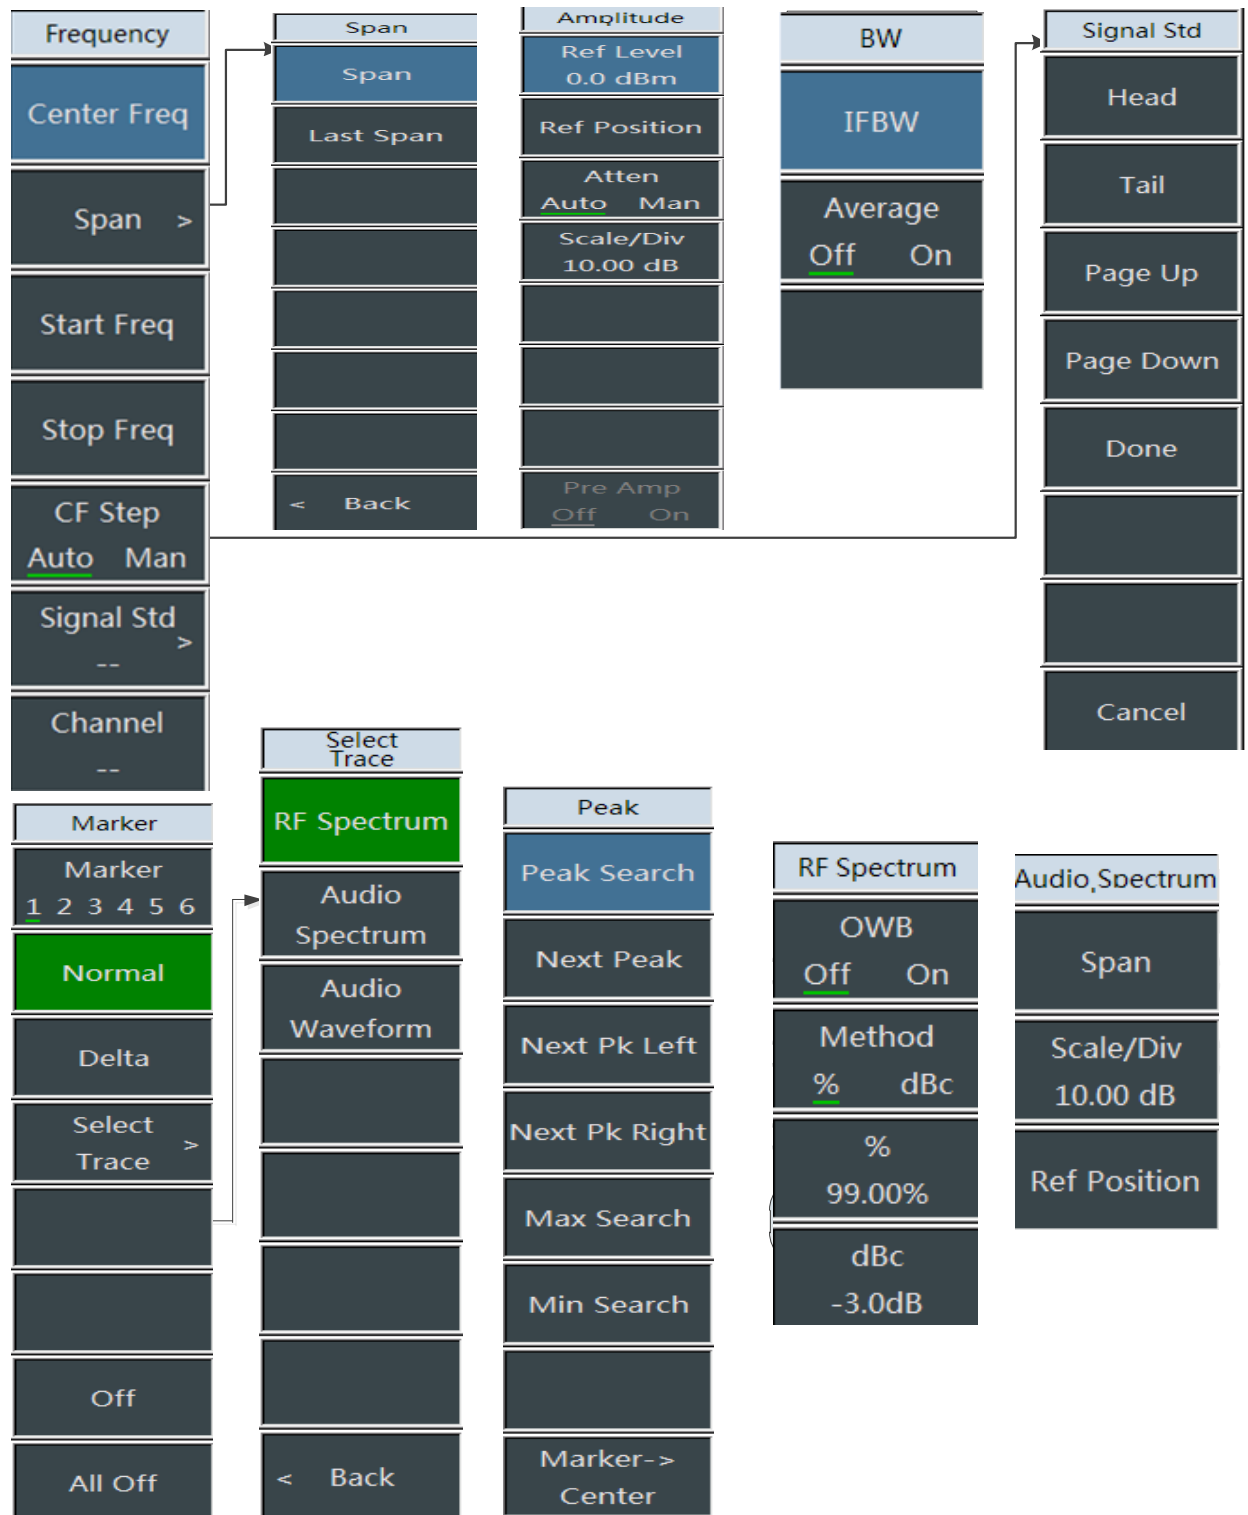 Frequency
Center Freq
Span >
Start Freq
Stop Freq
CF Step
Auto Man
Signal Std
>
--
Channel
--
Span
Span
Last Span
< Back
Amplitude
Ref Level
0.0 dBm
Ref Position
Atten
Auto Man
Scale/Div
10.00 dB
Pre Amp
Off On
BW
IFBW
Average
Off On
Signal Std
Head
Tail
Page Up
Page Down
Done
Cancel
Marker
Marker
1 2 3 4 5 6
Normal
Delta
Select
>
Trace
Off
All Off
Select
Trace
RF Spectrum
Audio
Spectrum
Audio
Waveform
< Back
Peak
Peak Search
Next Peak
Next Pk Left
Next Pk Right
Max Search
Min Search
Marker->
Center
RF Spectrum
OWB
Off On
Method
% dBc
%
99.00%
dBc
-3.0dB
Audio Spectrum
Span
Scale/Div
10.00 dB
Ref Position